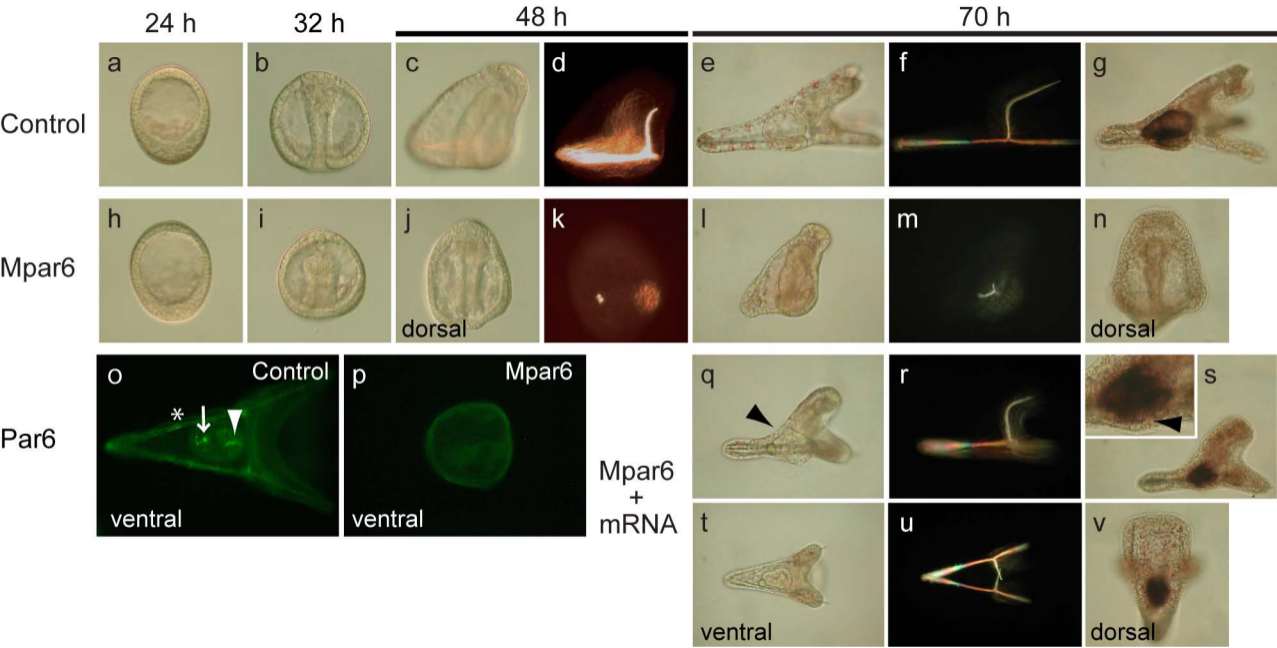 24 h 32 h 48 h 70 h
Control a b c d e f g
Mpar6 h i j k l m n
dorsal dorsal
Par6 o Control p Mpar6 q r s
ventral ventral
Mpar6
+
mRNA
t u v
ventral dorsal